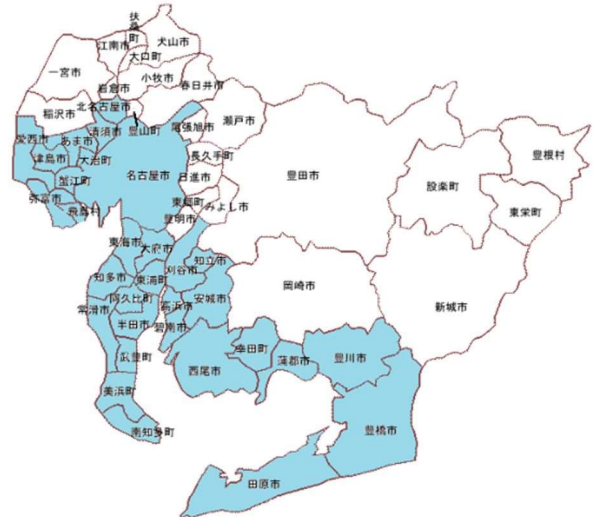 扶桑町
江南市
犬山市
大口町
一宮市
小牧市
岩倉市
春日井市
稲沢市
北名古屋市
清須市
豊山町
尾張旭市
瀬戸市
愛西市
あま市
津島市
大治町
長久手町
蟹江町
名古屋市
日進市
弥富市
飛島村
東郷町
みよし市
豊明市
豊田市
設楽町
豊根村
東栄町
東海市
大府市
知立市
刈谷市
知多市
東浦町
岡崎市
新城市
阿久比町
高浜市
安城市
常滑市
半田市
碧南市
武豊町
西尾市
幸田町
蒲郡市
豊川市
美浜町
南知多町
豊橋市
田原市